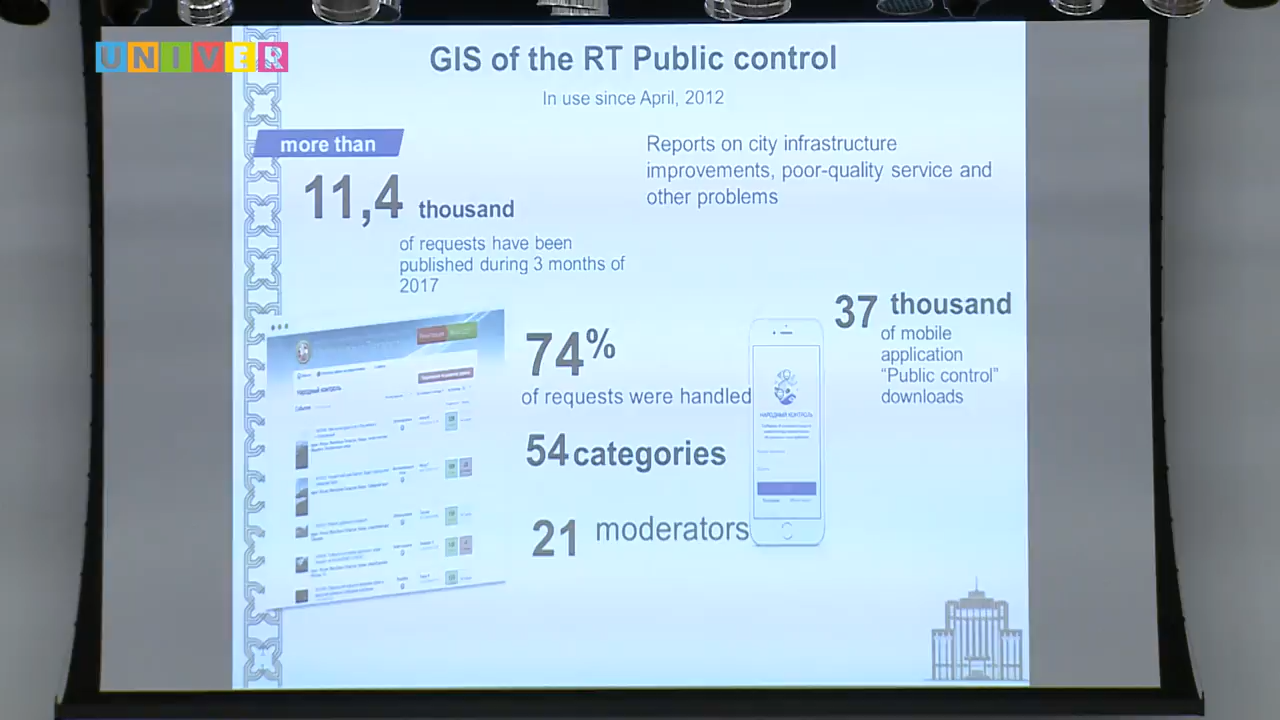 UNIVER
GIS of the RT Public control
In use since April, 2012
more than
11,4 thousand
of requests have been
published during 3 months of
2017
Reports on city infrastructure
improvements, poor-quality service and
other problems
74%
of requests were handled
54 categories
21 moderators
37 thousand
of mobile
application
"Public control"
downloads
НАРОДНЫЙ КОНТРОЛЬ
Народный контроль